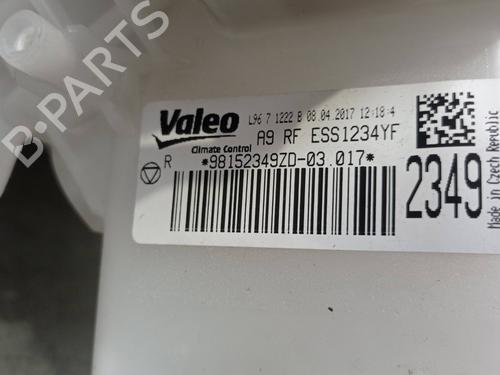 Valeo
Climate Control
L96 7 1222 B 08.04.2017 12:18:4
A9 RF ESS1234YF
R
*98152349ZD-03.017*
2349
Made in Czech Republic
B-PARTS